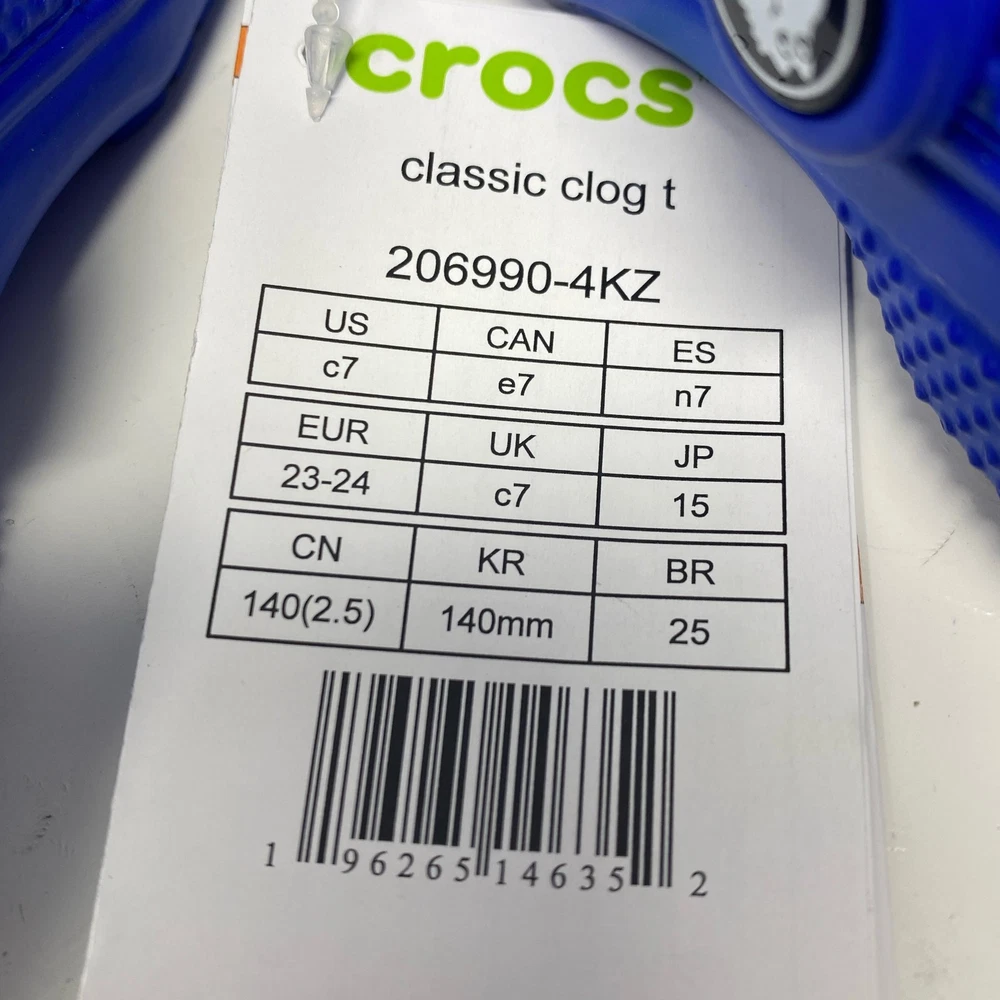 crocs
classic clog t
206990-4KZ
US CAN ES
c7 e7 n7
EUR UK JP
23-24 c7 15
CN KR BR
140(2.5) 140mm 25
1 96265 14635 2